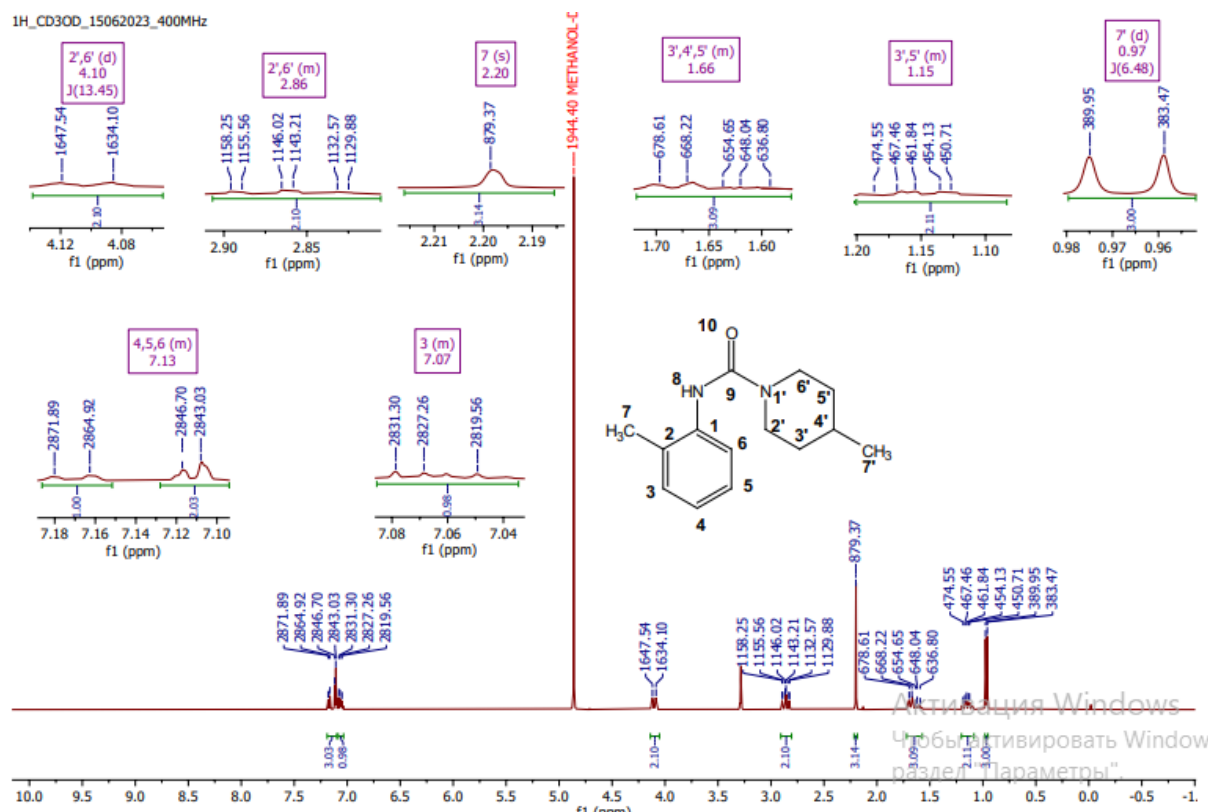 1H_CD3OD_15062023_400MHz
2',6' (d)
4.10
J(13.45)
2',6' (m)
2.86
7 (s)
2.20
3',4',5' (m)
1.66
3',5' (m)
1.15
7' (d)
0.97
J(6.48)
1944.40 METHANOL-
1647.54
1634.10
1158.25
1155.56
1146.02
1143.21
1132.57
1129.88
879.37
678.61
668.22
654.65
648.04
636.80
474.55
467.46
461.84
454.13
450.71
389.95
383.47
2.10
2.10
3.14
3.09
2.11
3.00
4.12 4.08
2.90 2.85
2.21 2.20 2.19
1.70 1.65 1.60
1.20 1.15 1.10
0.98 0.97 0.96
f1 (ppm)
f1 (ppm)
f1 (ppm)
f1 (ppm)
f1 (ppm)
f1 (ppm)
4,5,6 (m)
7.13
3 (m)
7.07
2871.89
2864.92
2846.70
2843.03
2831.30
2827.26
2819.56
1.00
2.03
0.98
7.18 7.16 7.14 7.12 7.10
7.08 7.06 7.04
f1 (ppm)
f1 (ppm)
10
O
8
HN
9
N
1'
6'
5'
4'
3'
2'
CH3
7'
7
H3C
2
1
6
3
5
4
2871.89
2864.92
2846.70
2843.03
2831.30
2827.26
2819.56
1647.54
1634.10
1158.25
1155.56
1146.02
1143.21
1132.57
1129.88
879.37
678.61
668.22
654.65
648.04
636.80
474.55
467.46
461.84
454.13
450.71
389.95
383.47
Активация Windows
Чтобы активировать Window
раздел "Параметры".
3.03
0.98
2.10
2.10
3.14
3.09
2.11
3.00
10.0 9.5 9.0 8.5 8.0 7.5 7.0 6.5 6.0 5.5 5.0 4.5 4.0 3.5 3.0 2.5 2.0 1.5 1.0 0.5 0.0 -0.5 -1.
f1 (ppm)